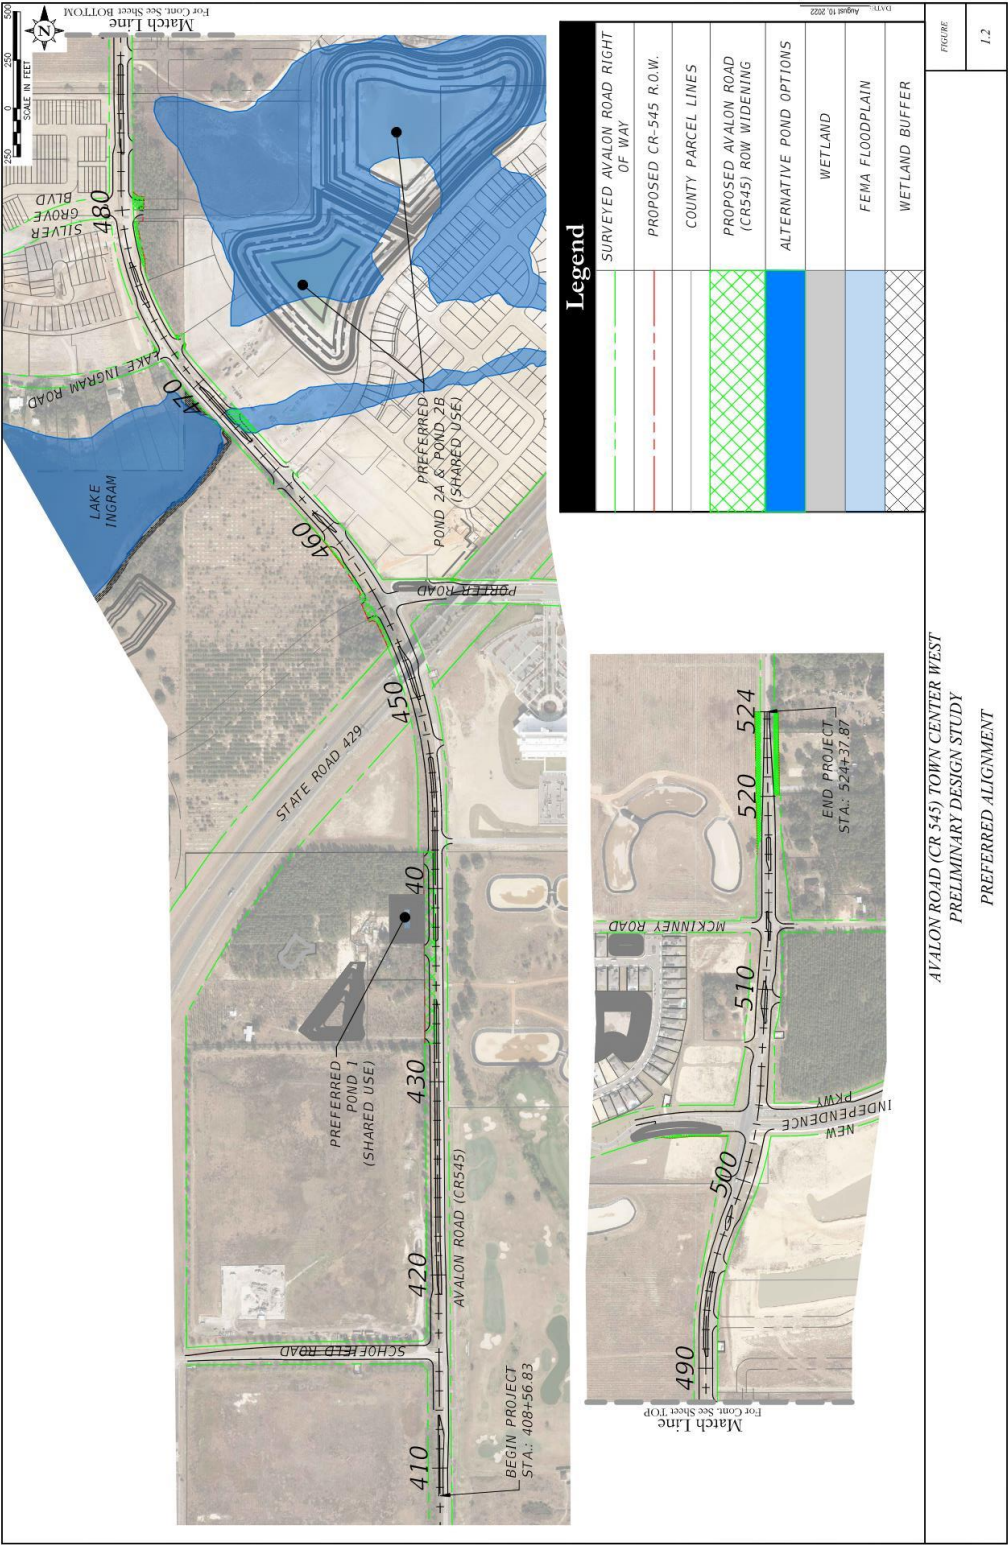 Match Line
For Cont. See Sheet BOTTOM
N
250
0
250
500
SCALE IN FEET
BEGIN PROJECT
STA.: 408+56.83
410
SCHOFIELD ROAD
420
AVALON ROAD (CR545)
430
PREFERRED
POND 1
(SHARED USE)
40
STATE ROAD 429
450
PORTER ROAD
460
LAKE
INGRAM
470
LAKE INGRAM ROAD
PREFERRED
POND 2A & POND 2B
(SHARED USE)
480
SILVER
GROVE
BLVD
Match Line
For Cont. See Sheet TOP
490
500
NEW
INDEPENDENCE
PKWY
510
MCKINNEY ROAD
520
524
END PROJECT
STA.: 524+37.87
Legend
SURVEYED AVALON ROAD RIGHT
OF WAY
PROPOSED CR-545 R.O.W.
COUNTY PARCEL LINES
PROPOSED AVALON ROAD
(CR545) ROW WIDENING
ALTERNATIVE POND OPTIONS
WETLAND
FEMA FLOODPLAIN
WETLAND BUFFER
DATE:
August 10, 2022
AVALON ROAD (CR 545) TOWN CENTER WEST
PRELIMINARY DESIGN STUDY
PREFERRED ALIGNMENT
FIGURE
1.2